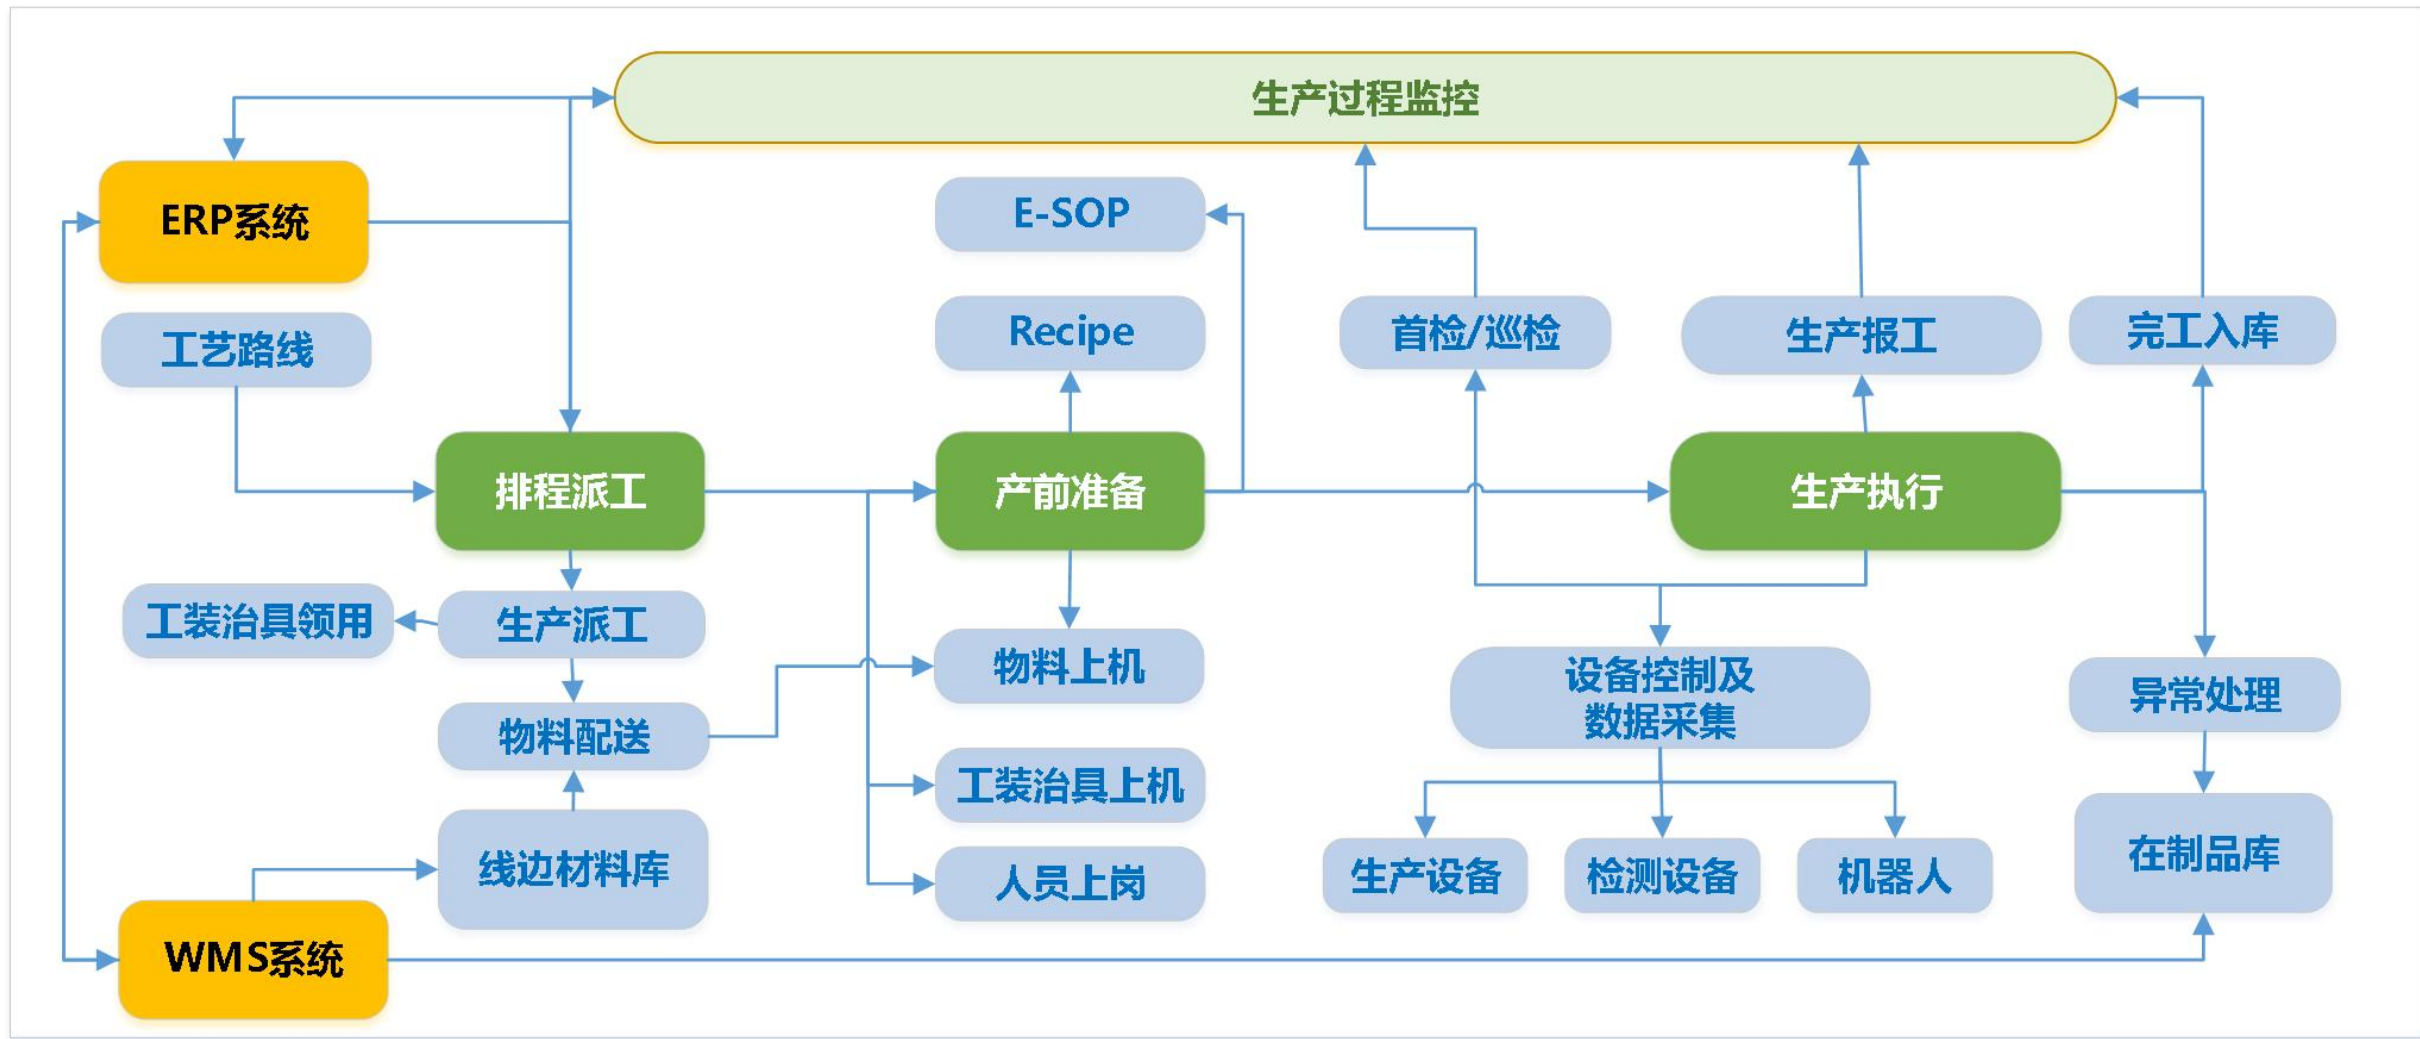 生产过程监控
ERP系统
E-SOP
工艺路线
Recipe
首检/巡检
生产报工
完工入库
排程派工
产前准备
生产执行
工装治具领用
生产派工
物料上机
设备控制及
数据采集
异常处理
物料配送
工装治具上机
线边材料库
人员上岗
生产设备
检测设备
机器人
在制品库
WMS系统